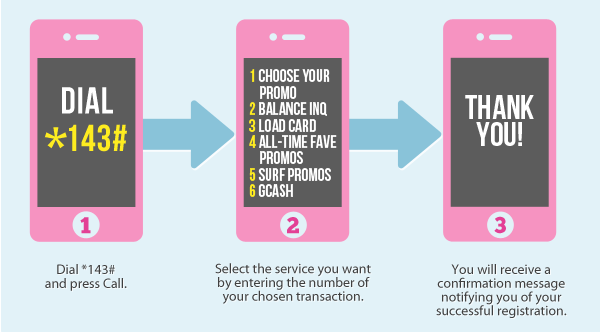 DIAL
*143#
1
Dial *143#
and press Call.
1 CHOOSE YOUR
PROMO
2 BALANCE INQ
3 LOAD CARD
4 ALL-TIME FAVE
PROMOS
5 SURF PROMOS
6 GCASH
2
Select the service you want
by entering the number of
your chosen transaction.
THANK
YOU!
3
You will receive a
confirmation message
notifying you of your
successful registration.